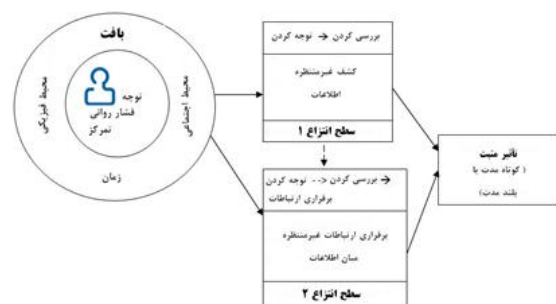 بافت
محیط فیزیکی
محیط اجتماعی
توجه
فشار روانی
تمرکز
زمان
بررسی کردن → توجه کردن
کشف غیرمنتظره
اطلاعات
سطح انتزاع ۱
بررسی کردن --> توجه کردن →
برقراری ارتباطات
برقراری ارتباطات غیرمنتظره
میان اطلاعات
سطح انتزاع ۲
تأثیر مثبت
(کوتاه مدت یا
بلند مدت)